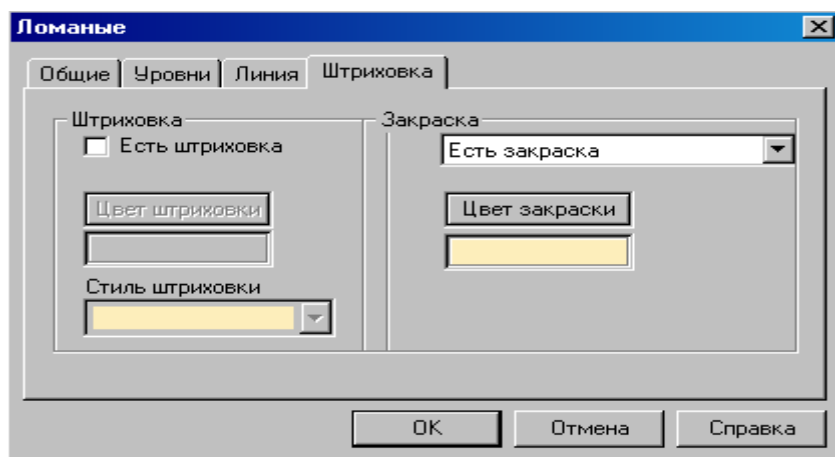 Ломаные
Общие Уровни Линия Штриховка
Штриховка Закраска
Есть штриховка Есть закраска
Цвет штриховки Цвет закраски
Стиль штриховки
OK Отмена Справка